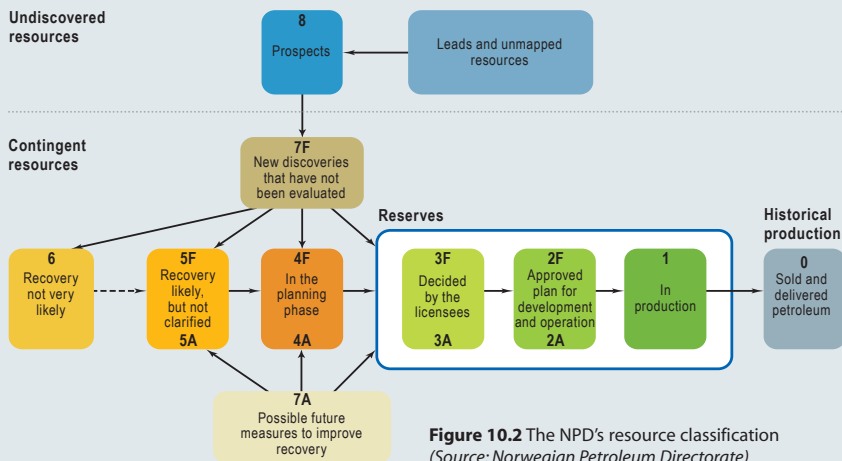 Undiscovered
resources
8
Prospects
Leads and unmapped
resources
Contingent
resources
7F
New discoveries
that have not
been evaluated
Reserves
Historical
production
6
Recovery
not very
likely
5F
Recovery
likely,
but not
clarified
5A
4F
In the
planning
phase
4A
3F
Decided
by the
licensees
3A
2F
Approved
plan for
development
and operation
2A
1
In
production
0
Sold and
delivered
petroleum
7A
Possible future
measures to improve
recovery
Figure 10.2 The NPD's resource classification
(Source: Norwegian Petroleum Directorate)